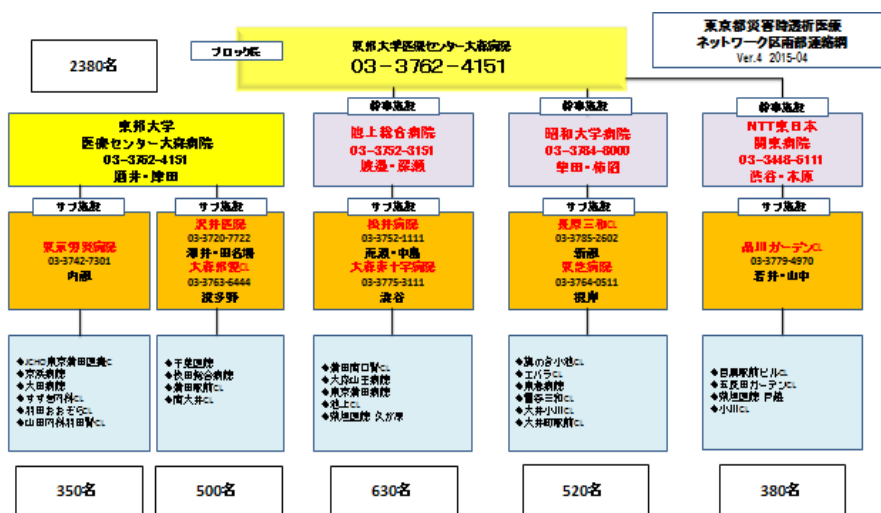 東京都災害時透析医療
ネットワーク区南部連絡網
Ver.4 2015-04
2380名
ブロック長
東邦大学医療センター大森病院
03-3762-4151
東邦大学
医療センター大森病院
03-3762-4151
酒井・津田
幹事施設
池上総合病院
03-3752-3151
渡邉・深瀬
幹事施設
昭和大学病院
03-3784-8000
柴田・柿沼
幹事施設
NTT東日本
関東病院
03-3448-6111
渋谷・木原
サブ施設
東京労災病院
03-3742-7301
内藤
サブ施設
沢井医院
03-3720-7722
澤井・田名場
大森郁愛CL
03-3763-6444
波多野
サブ施設
松井病院
03-3752-1111
中島
大森赤十字病院
03-3775-3111
澁谷
サブ施設
長原三和CL
03-3785-2602
新藤
東芝病院
03-3764-0511
根岸
サブ施設
品川ガーデンCL
03-3779-4970
若井・山中
◆JCHO東京蒲田医療C
◆京浜病院
◆大田病院
◆すずき内科CL
◆羽田おおぞらCL
◆山田内科羽田腎CL
◆千葉医院
◆牧田総合病院
◆蒲田駅前CL
◆南大井CL
◆蒲田南口腎CL
◆大森山王病院
◆東京蒲田病院
◆池上CL
◆菊地医院 久が原
◆旗の台小池CL
◆エバラCL
◆東急病院
◆雪谷三和CL
◆大井小川CL
◆大井町駅前CL
◆目黒駅前ビルCL
◆五反田ガーデンCL
◆菊地医院 戸越
◆小川CL
350名
500名
630名
520名
380名